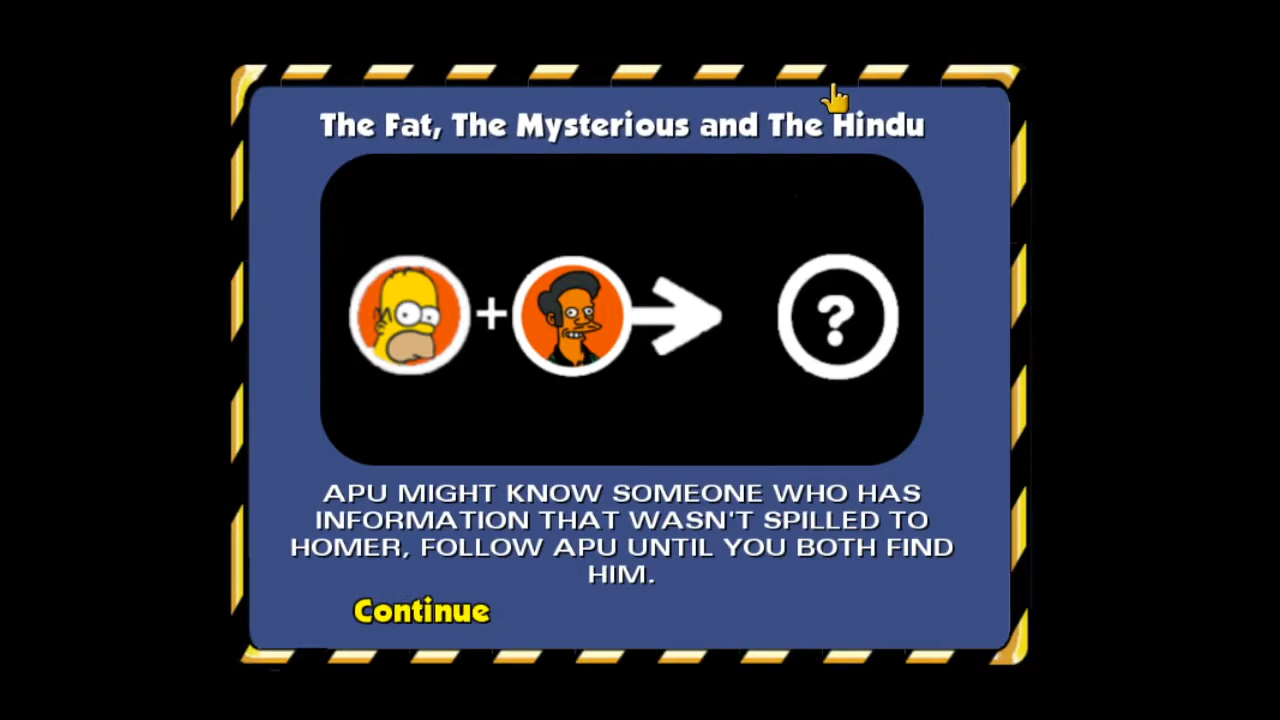 The Fat, The Mysterious and The Hindu
+
?
APU MIGHT KNOW SOMEONE WHO HAS
INFORMATION THAT WASN'T SPILLED TO
HOMER, FOLLOW APU UNTIL YOU BOTH FIND
HIM.
Continue